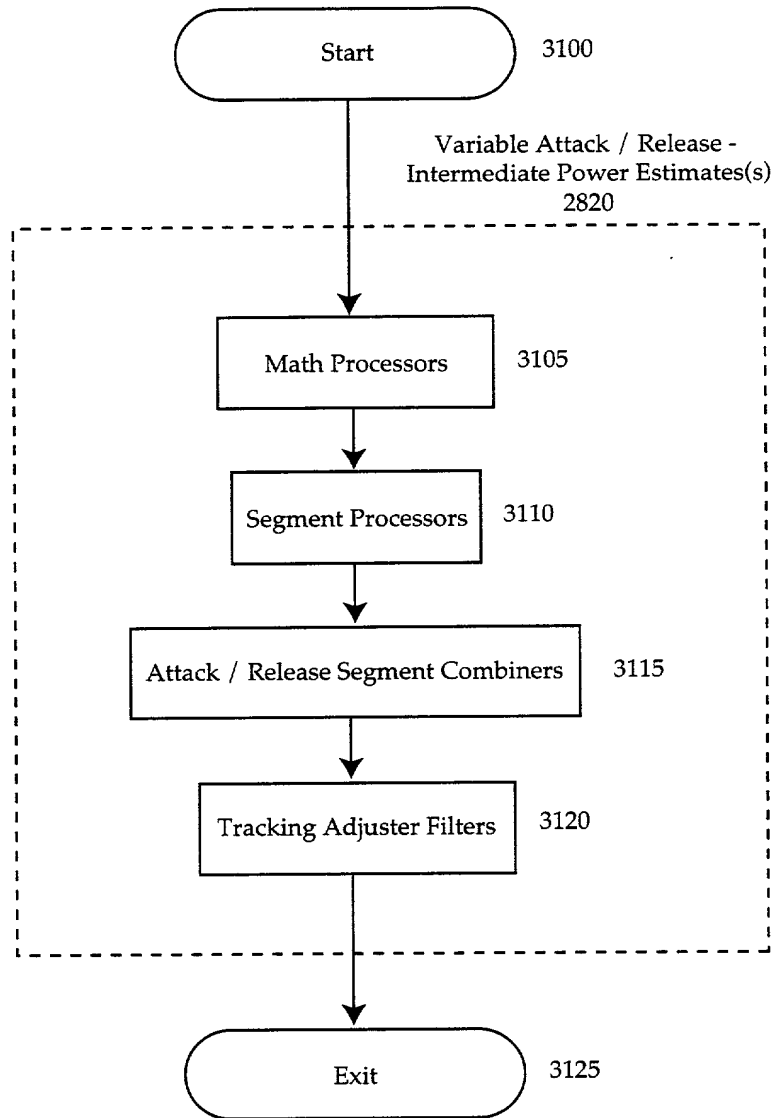 Start
3100
Variable Attack / Release -
Intermediate Power Estimates(s)
2820
Math Processors
3105
Segment Processors
3110
Attack / Release Segment Combiners
3115
Tracking Adjuster Filters
3120
Exit
3125